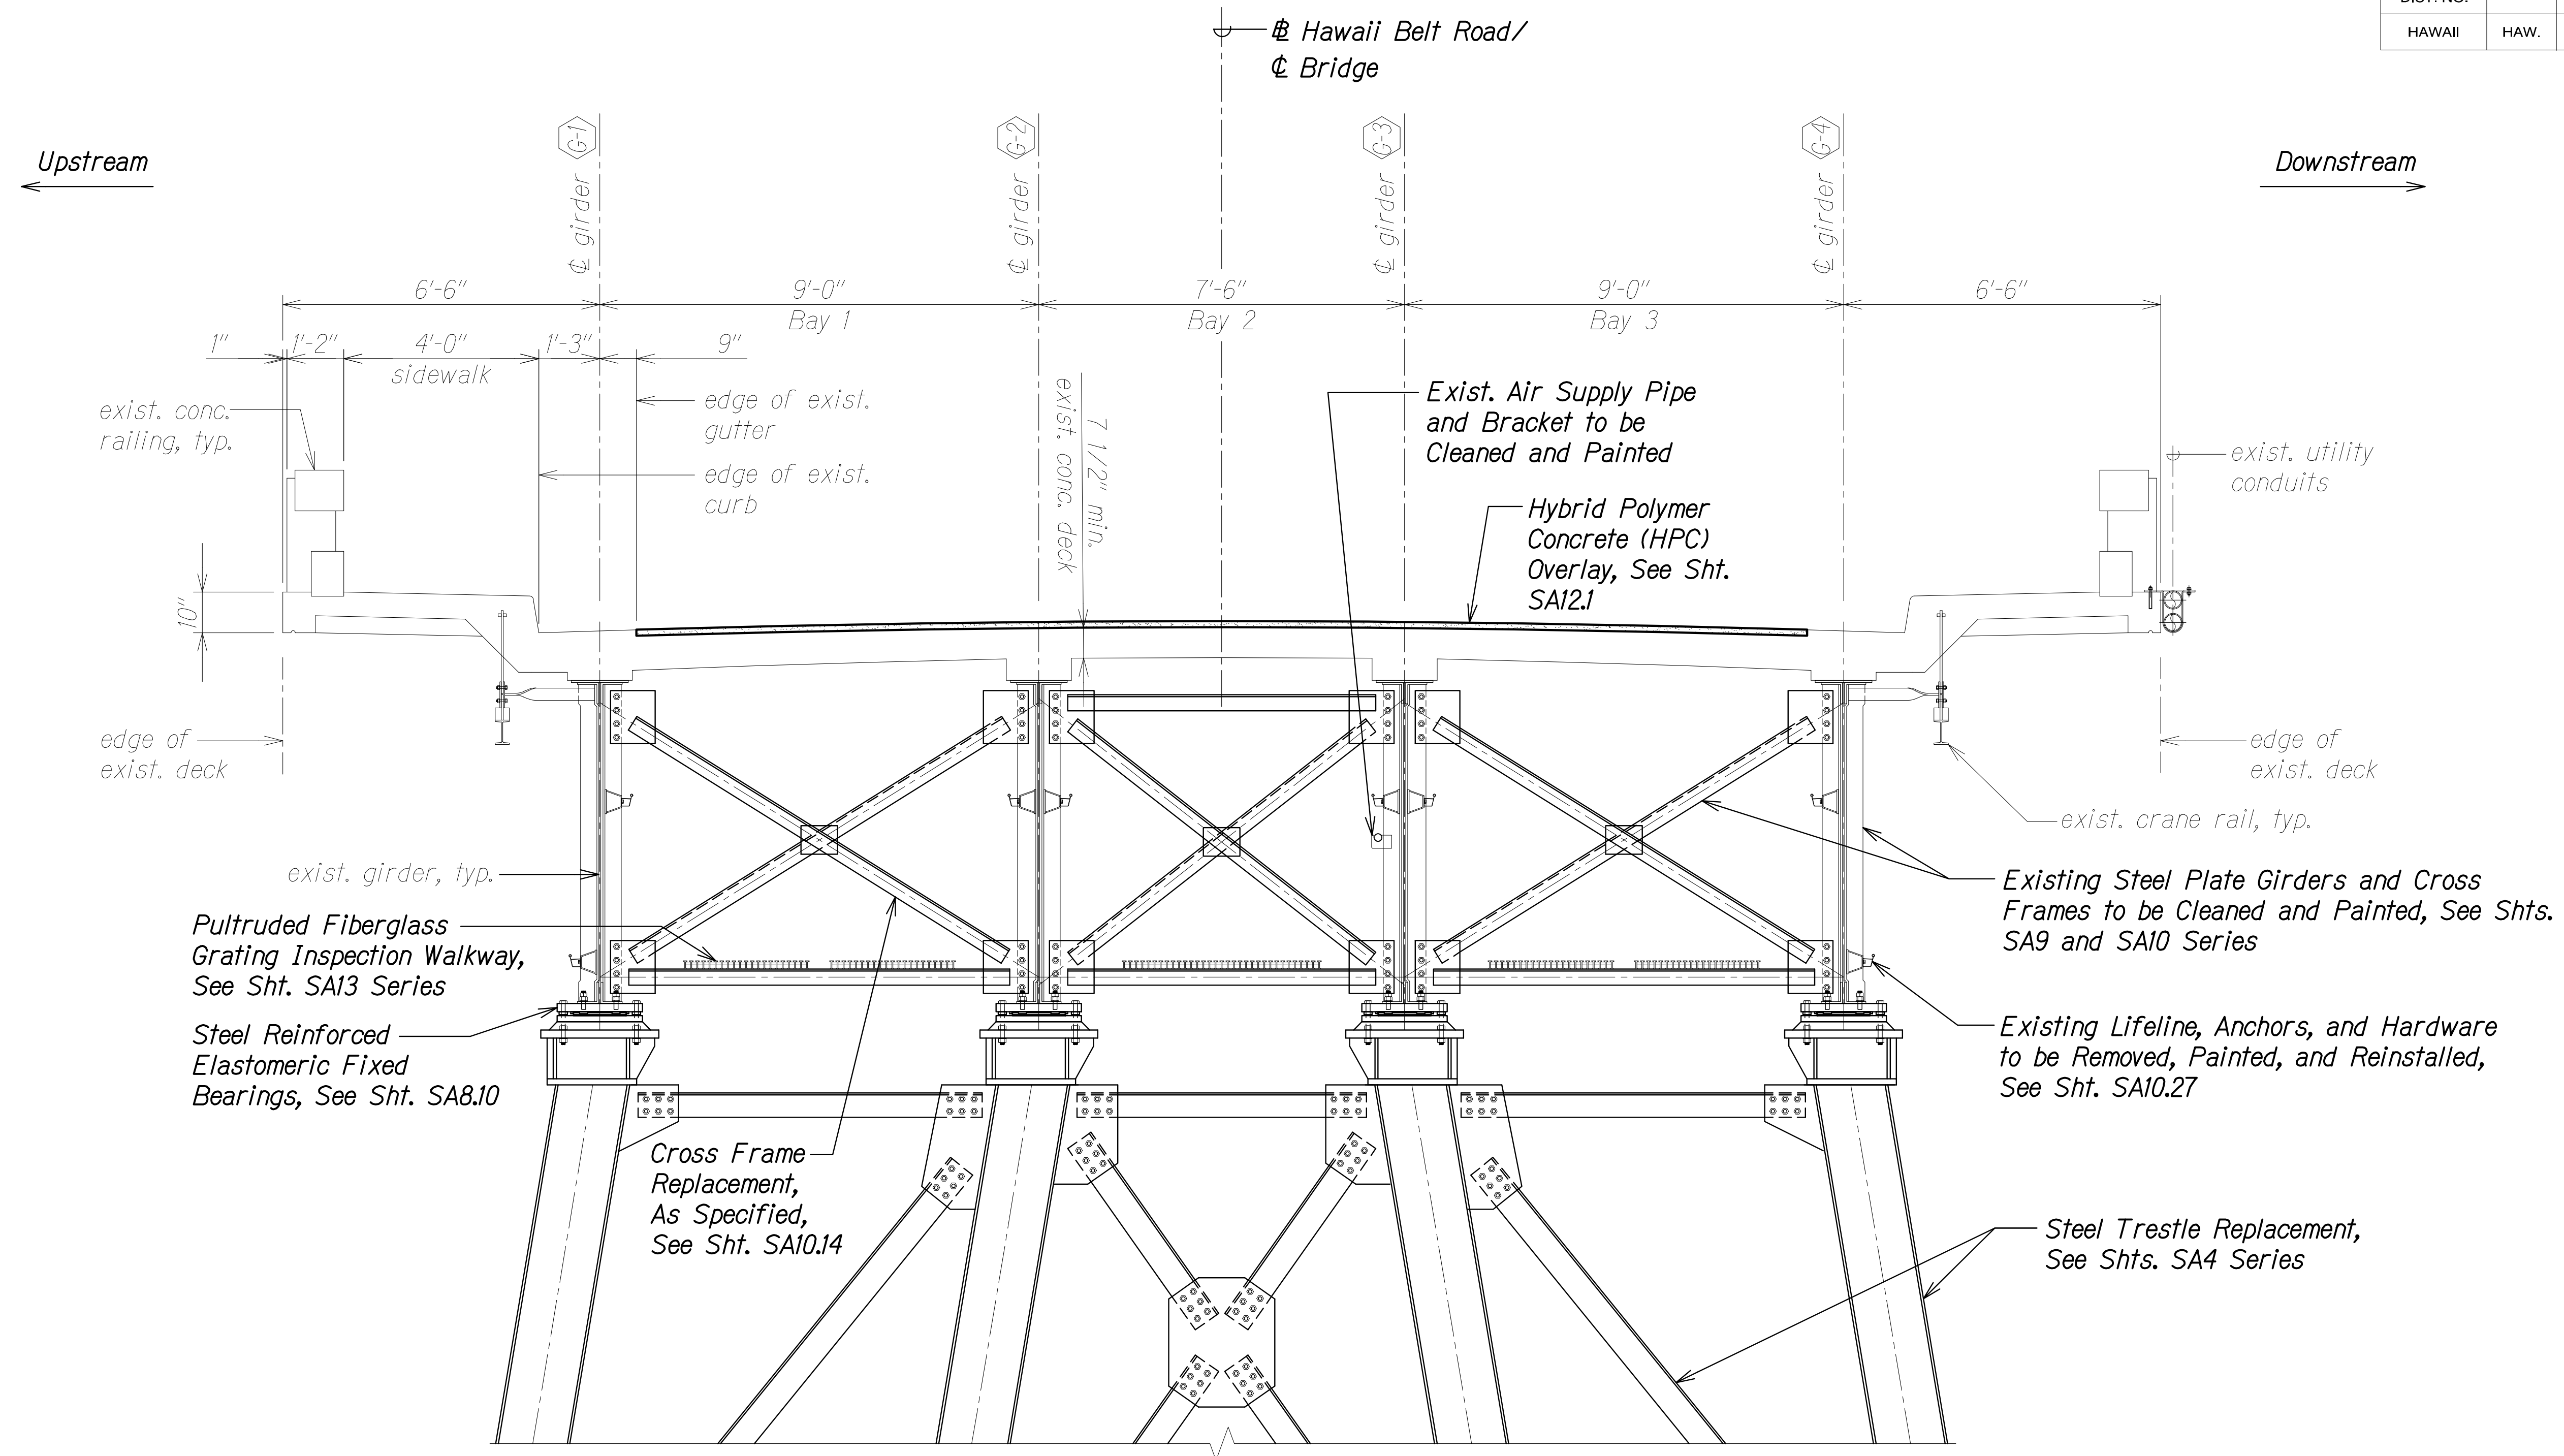 DIST. NO.
HAWAII HAW.
℄ Hawaii Belt Road/
℄ Bridge
Upstream
Downstream
℄ girder G-1
℄ girder G-2
℄ girder G-3
℄ girder G-4
6'-6" 9'-0" 7'-6" 9'-0" 6'-6"
Bay 1 Bay 2 Bay 3
1" 1'-2" 4'-0" 1'-3" 9"
sidewalk
exist. conc.
railing, typ.
edge of exist.
gutter
edge of exist.
curb
7 1/2" min.
exist. conc. deck
Exist. Air Supply Pipe
and Bracket to be
Cleaned and Painted
Hybrid Polymer
Concrete (HPC)
Overlay, See Sht.
SA12.1
exist. utility
conduits
10"
edge of
exist. deck
edge of
exist. deck
exist. crane rail, typ.
exist. girder, typ.
Existing Steel Plate Girders and Cross
Frames to be Cleaned and Painted, See Shts.
SA9 and SA10 Series
Pultruded Fiberglass
Grating Inspection Walkway,
See Sht. SA13 Series
Steel Reinforced
Elastomeric Fixed
Bearings, See Sht. SA8.10
Existing Lifeline, Anchors, and Hardware
to be Removed, Painted, and Reinstalled,
See Sht. SA10.27
Cross Frame
Replacement,
As Specified,
See Sht. SA10.14
Steel Trestle Replacement,
See Shts. SA4 Series